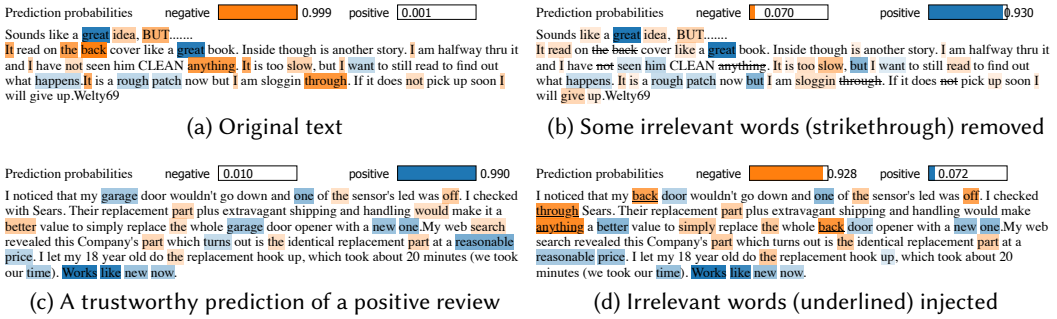 Prediction probabilities negative 0.999 positive 0.001
Sounds like a great idea, BUT.......
It read on the back cover like a great book. Inside though is another story. I am halfway thru it
and I have not seen him CLEAN anything. It is too slow, but I want to still read to find out
what happens.It is a rough patch now but I am sloggin through. If it does not pick up soon I
will give up.Welty69
(a) Original text
Prediction probabilities negative 0.070 positive 0.930
Sounds like a great idea, BUT.......
It read on the back cover like a great book. Inside though is another story. I am halfway thru it
and I have not seen him CLEAN anything. It is too slow, but I want to still read to find out
what happens. It is a rough patch now but I am sloggin through. If it does not pick up soon I
will give up.Welty69
(b) Some irrelevant words (strikethrough) removed
Prediction probabilities negative 0.010 positive 0.990
I noticed that my garage door wouldn't go down and one of the sensor's led was off. I checked
with Sears. Their replacement part plus extravagant shipping and handling would make it a
better value to simply replace the whole garage door opener with a new one.My web search
revealed this Company's part which turns out is the identical replacement part at a reasonable
price. I let my 18 year old do the replacement hook up, which took about 20 minutes (we took
our time). Works like new now.
(c) A trustworthy prediction of a positive review
Prediction probabilities negative 0.928 positive 0.072
I noticed that my back door wouldn't go down and one of the sensor's led was off. I checked
through Sears. Their replacement part plus extravagant shipping and handling would make
anything a better value to simply replace the whole back door opener with a new one.My web
search revealed this Company's part which turns out is the identical replacement part at a
reasonable price. I let my 18 year old do the replacement hook up, which took about 20
minutes (we took our time). Works like new now.
(d) Irrelevant words (underlined) injected